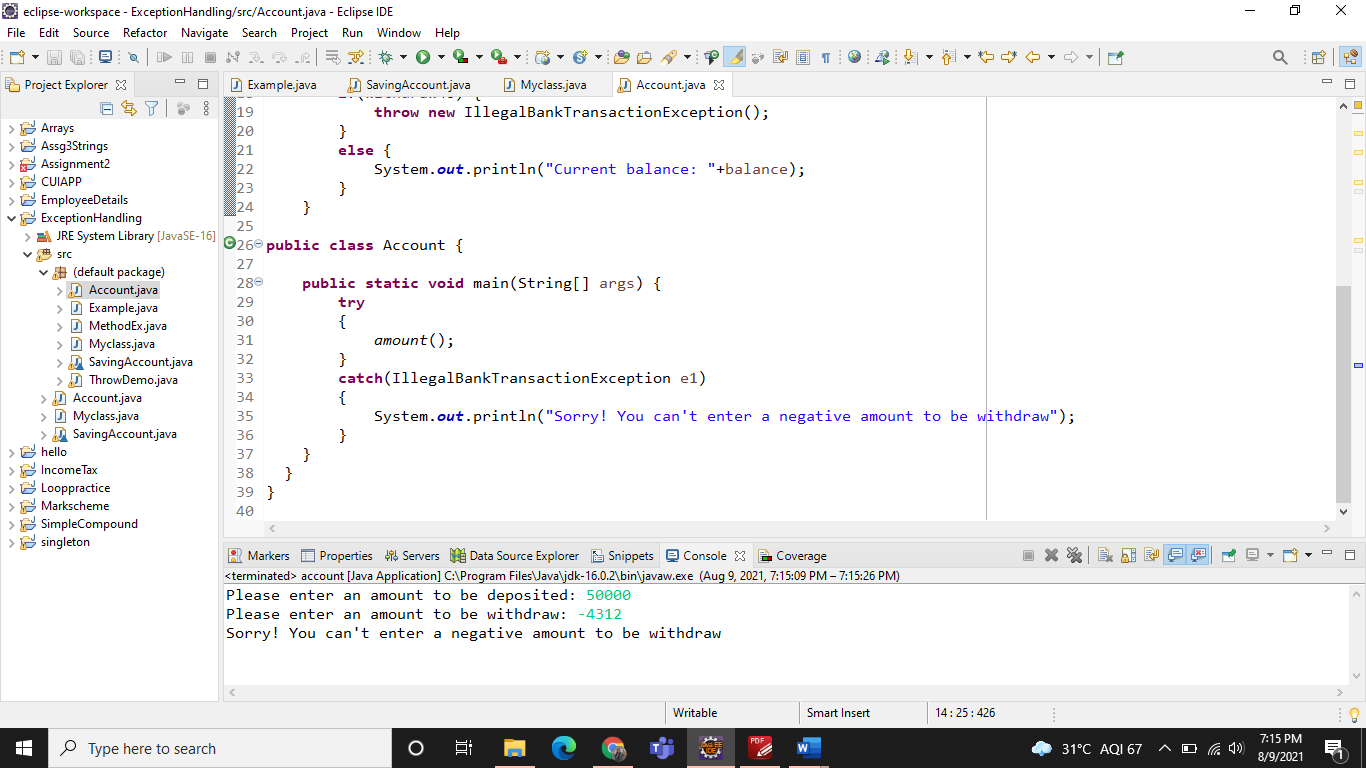 eclipse-workspace - ExceptionHandling/src/Account.java - Eclipse IDE
File Edit Source Refactor Navigate Search Project Run Window Help
Project Explorer
Example.java SavingAccount.java Myclass.java Account.java
Arrays
Assg3Strings
Assignment2
CUIAPP
EmployeeDetails
ExceptionHandling
JRE System Library [JavaSE-16]
src
(default package)
Account.java
Example.java
MethodEx.java
Myclass.java
SavingAccount.java
ThrowDemo.java
Account.java
Myclass.java
SavingAccount.java
hello
IncomeTax
Looppractice
Markscheme
SimpleCompound
singleton
19 throw new IllegalBankTransactionException();
20 }
21 else {
22 System.out.println("Current balance: "+balance);
23 }
24 }
25
26 public class Account {
27
28 public static void main(String[] args) {
29 try
30 {
31 amount();
32 }
33 catch(IllegalBankTransactionException e1)
34 {
35 System.out.println("Sorry! You can't enter a negative amount to be withdraw");
36 }
37 }
38 }
39 }
40
Markers Properties Servers Data Source Explorer Snippets Console Coverage
<terminated> account [Java Application] C:\Program Files\Java\jdk-16.0.2\bin\javaw.exe (Aug 9, 2021, 7:15:09 PM – 7:15:26 PM)
Please enter an amount to be deposited: 50000
Please enter an amount to be withdraw: -4312
Sorry! You can't enter a negative amount to be withdraw
Writable Smart Insert 14 : 25 : 426
Type here to search
PDF
JAVA EE
IDE
31°C AQI 67
7:15 PM
8/9/2021
1